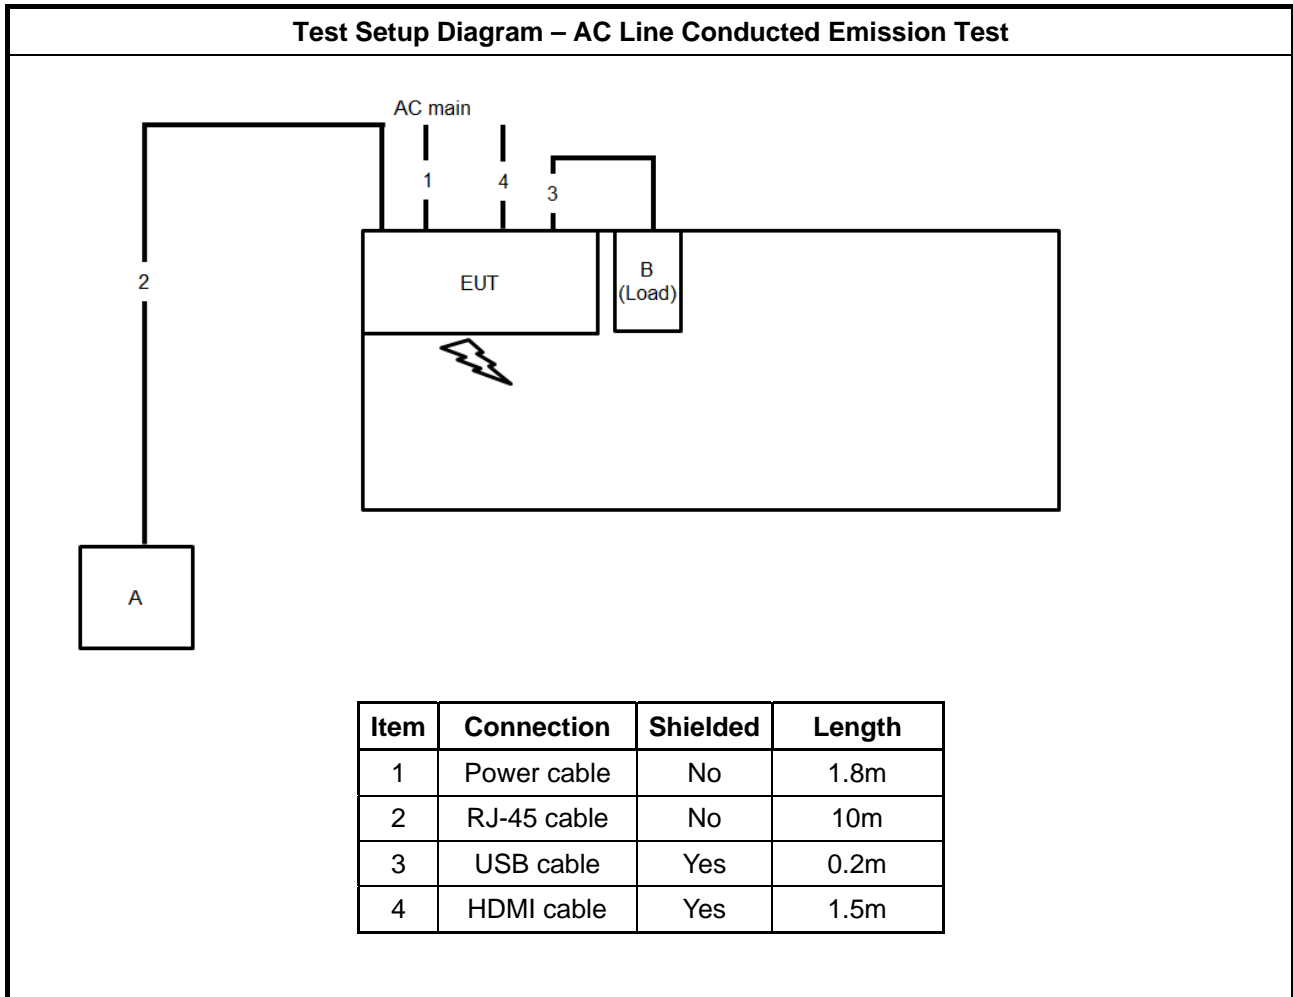 Test Setup Diagram – AC Line Conducted Emission Test
AC main
1
4
3
2
EUT
B
(Load)
A
Item Connection Shielded Length
1 Power cable No 1.8m
2 RJ-45 cable No 10m
3 USB cable Yes 0.2m
4 HDMI cable Yes 1.5m